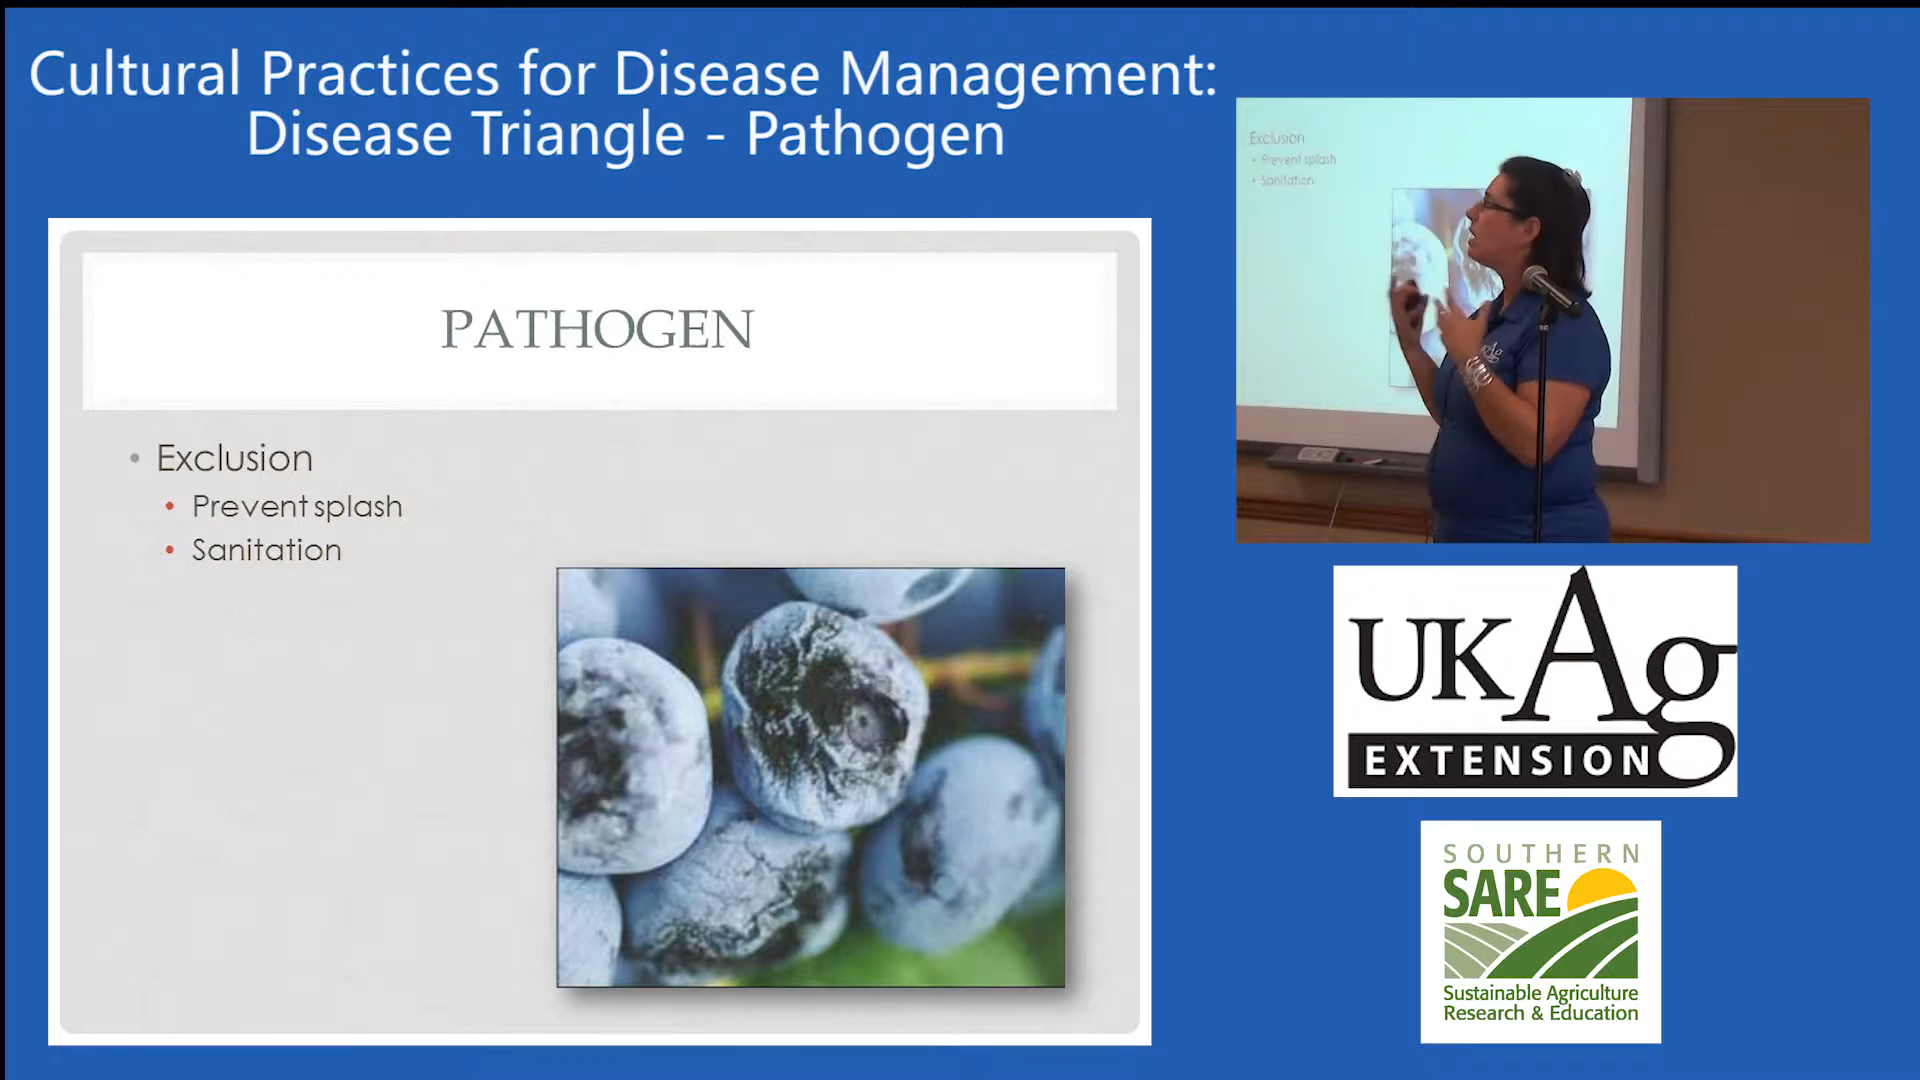 Cultural Practices for Disease Management:
Disease Triangle - Pathogen
PATHOGEN
• Exclusion
• Prevent splash
• Sanitation
Exclusion
• Prevent splash
• Sanitation
UKAg
EXTENSION
SOUTHERN
SARE
Sustainable Agriculture
Research & Education